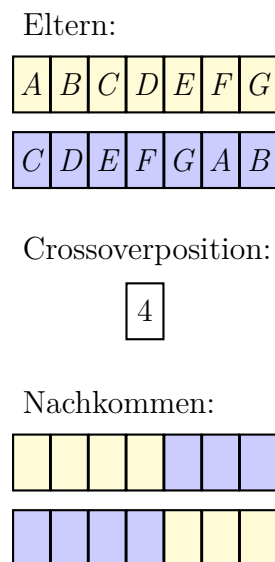 Eltern:
A B C D E F G
C D E F G A B
Crossoverposition:
4
Nachkommen: